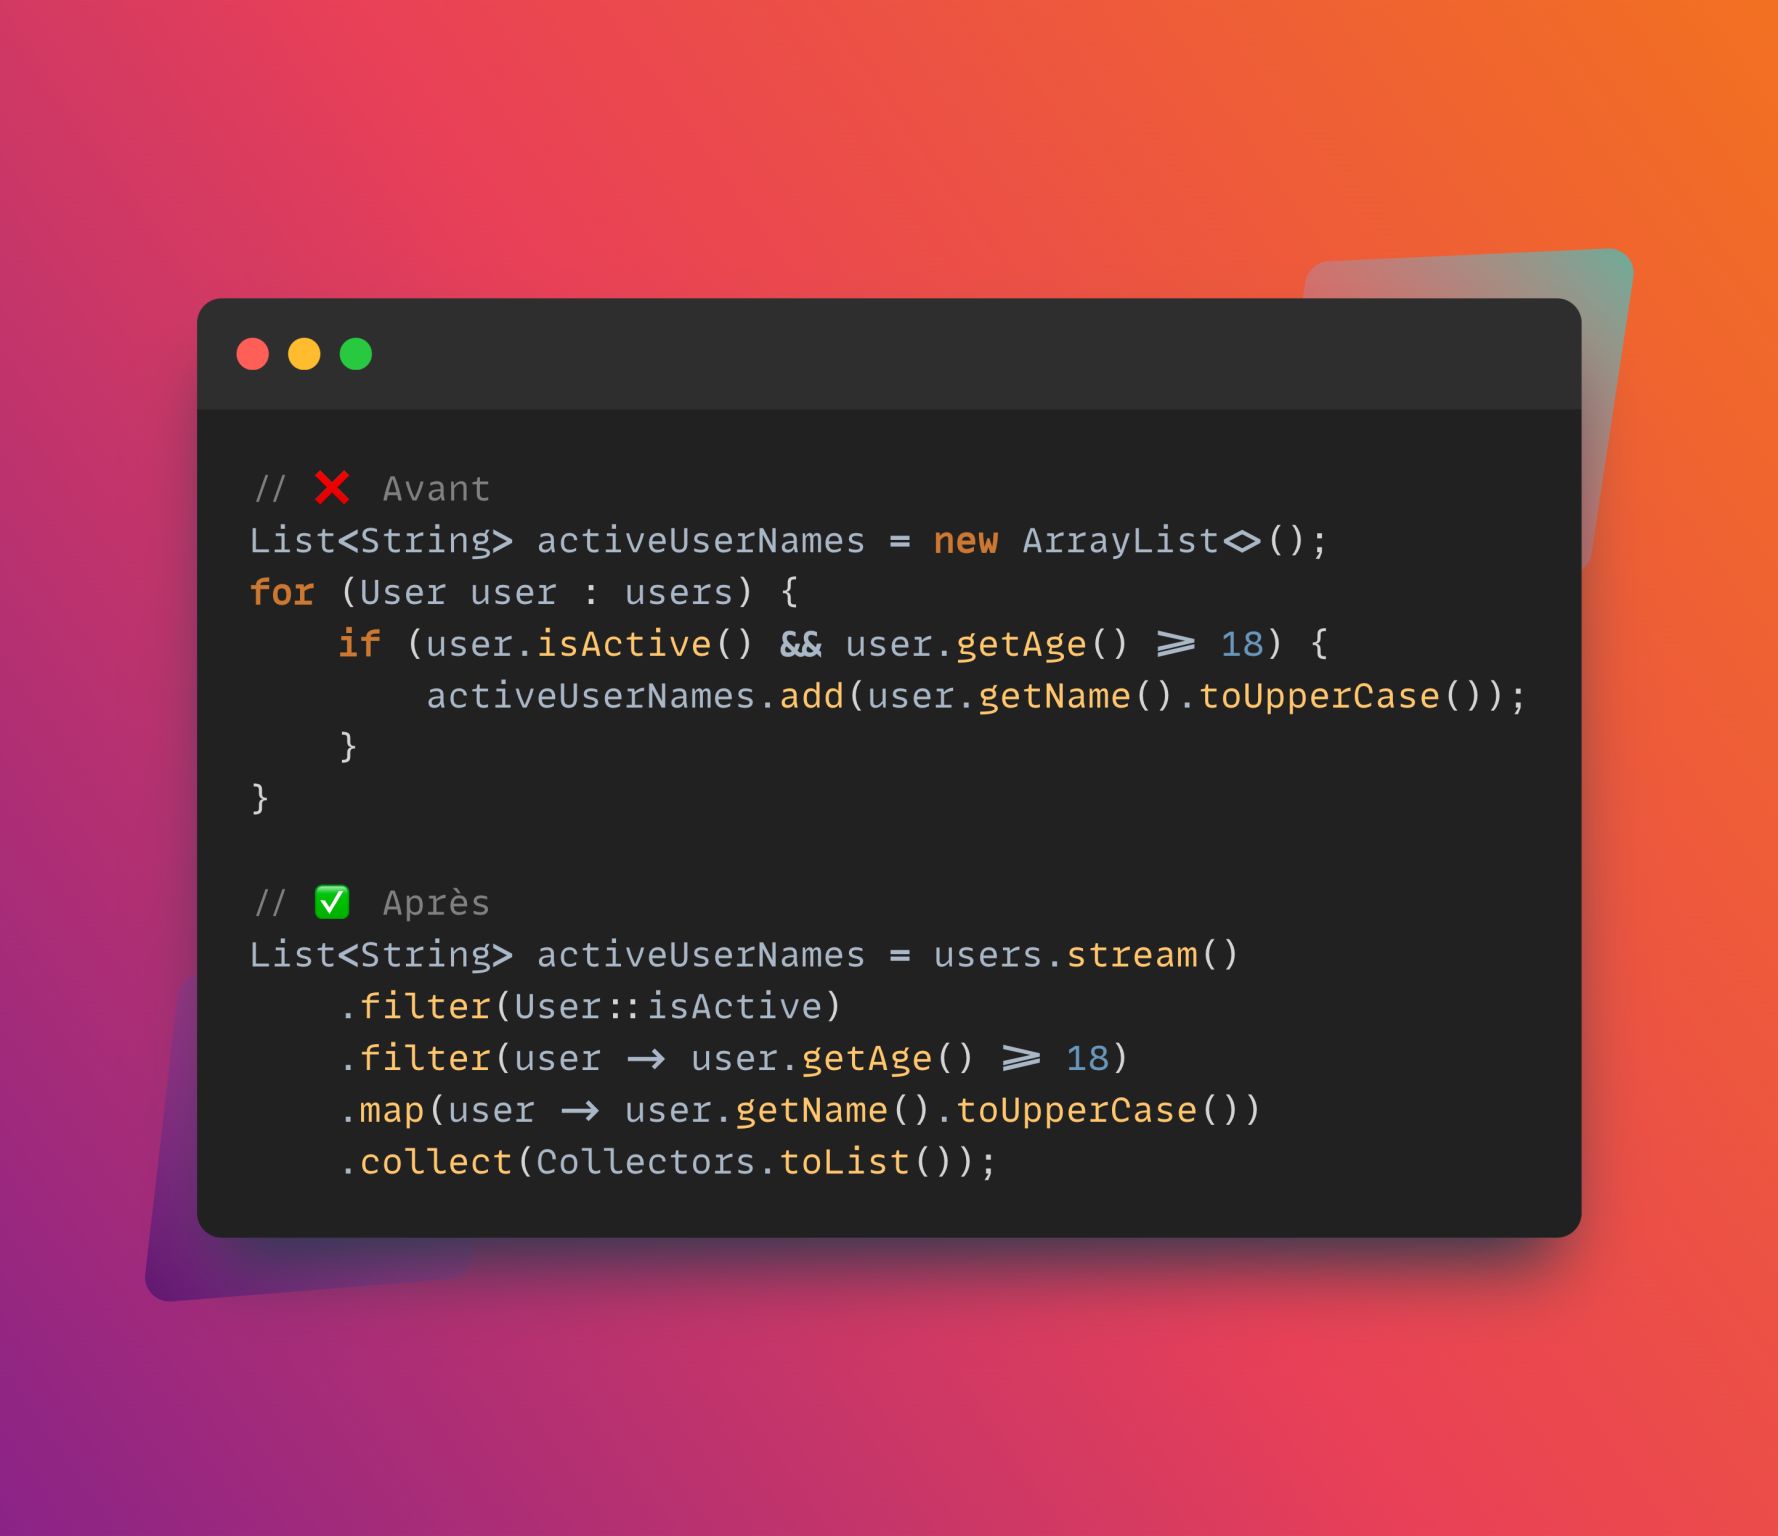 // ❌ Avant
List<String> activeUserNames = new ArrayList<>();
for (User user : users) {
    if (user.isActive() && user.getAge() >= 18) {
        activeUserNames.add(user.getName().toUpperCase());
    }
}

// ✅ Après
List<String> activeUserNames = users.stream()
    .filter(User::isActive)
    .filter(user -> user.getAge() >= 18)
    .map(user -> user.getName().toUpperCase())
    .collect(Collectors.toList());